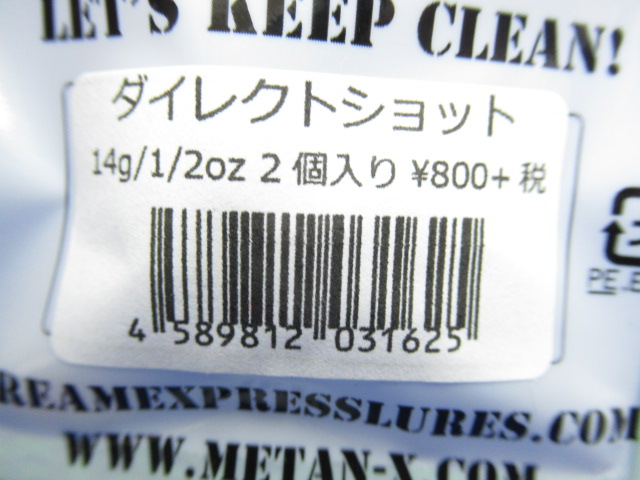 LET'S KEEP CLEAN!
ダイレクトショット
14g/1/2oz 2個入り ¥800+税
4 589812 031625
PE
REAMEXPRESSLURES.COM
WWW.METAN-X.COM